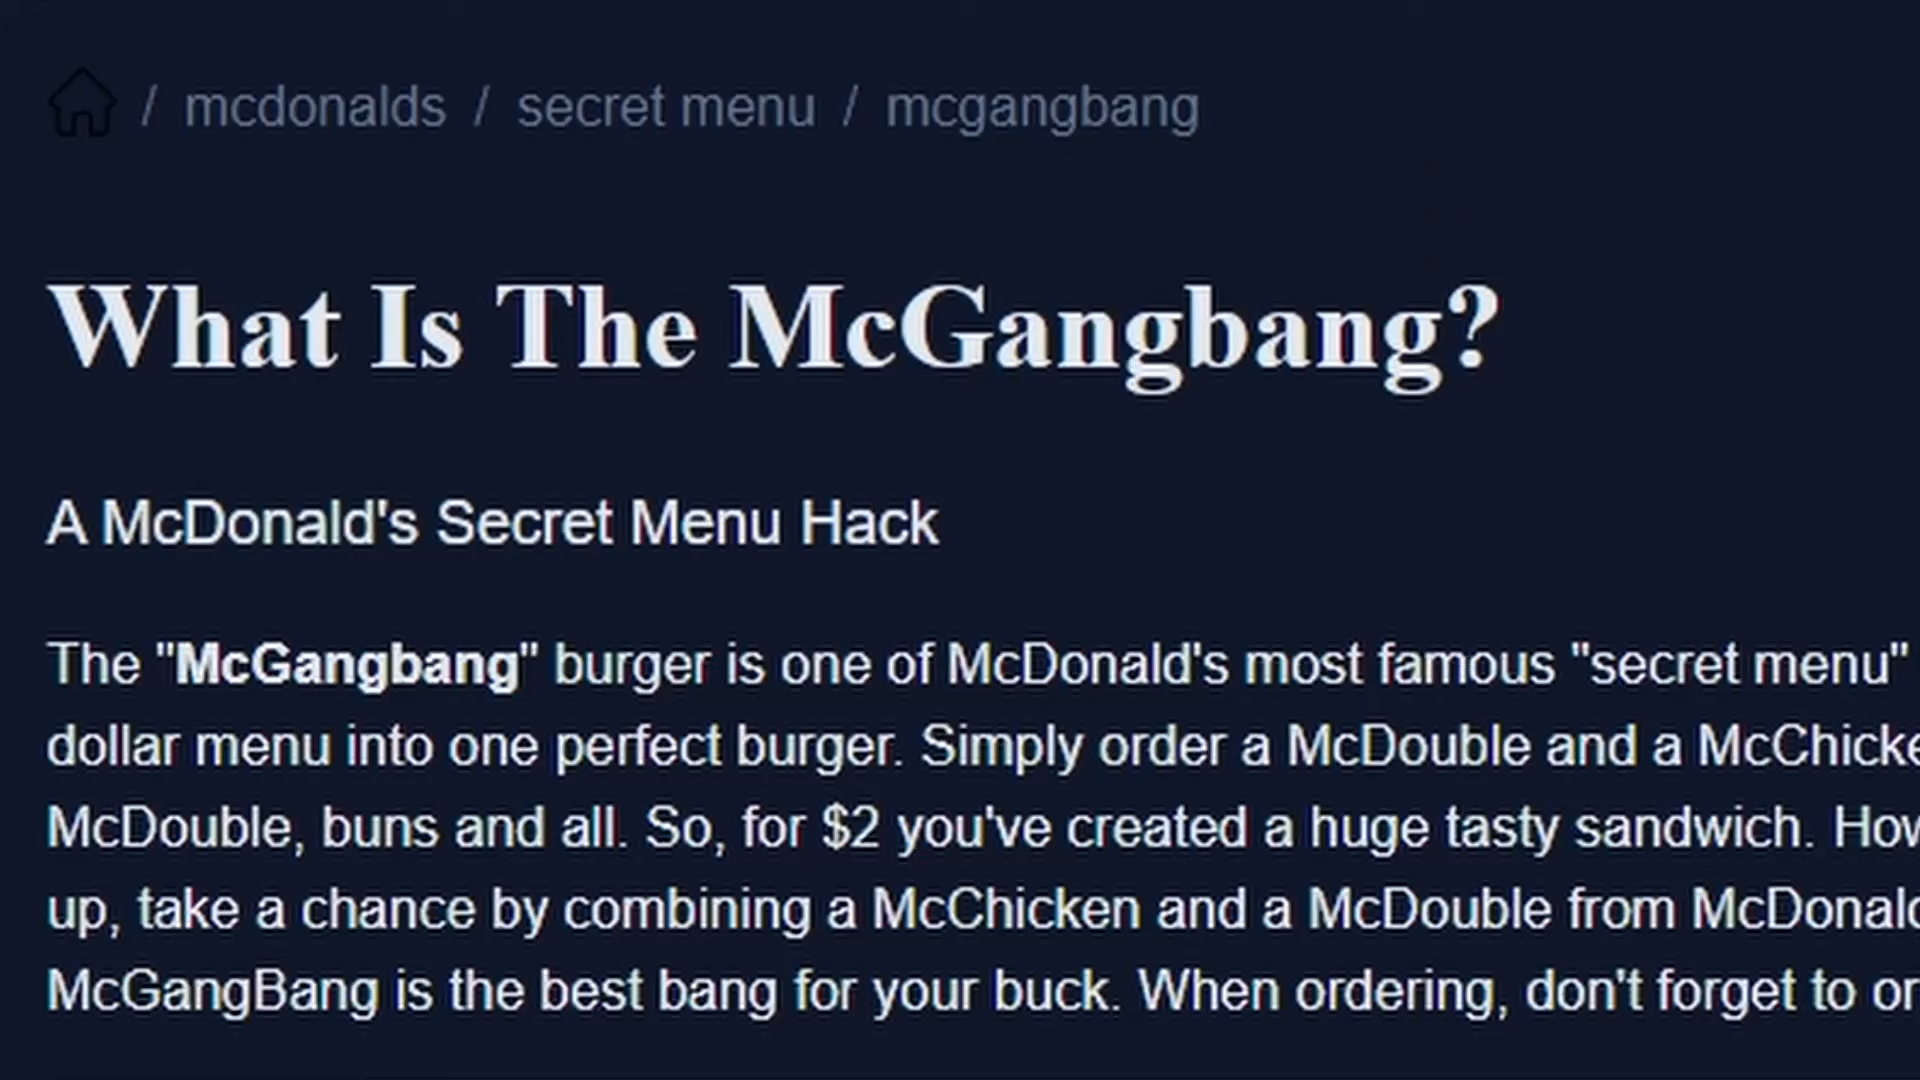 / mcdonalds / secret menu / mcgangbang
What Is The McGangbang?
A McDonald's Secret Menu Hack
The "McGangbang" burger is one of McDonald's most famous "secret menu"
dollar menu into one perfect burger. Simply order a McDouble and a McChicke
McDouble, buns and all. So, for $2 you've created a huge tasty sandwich. How
up, take a chance by combining a McChicken and a McDouble from McDonald
McGangBang is the best bang for your buck. When ordering, don't forget to or